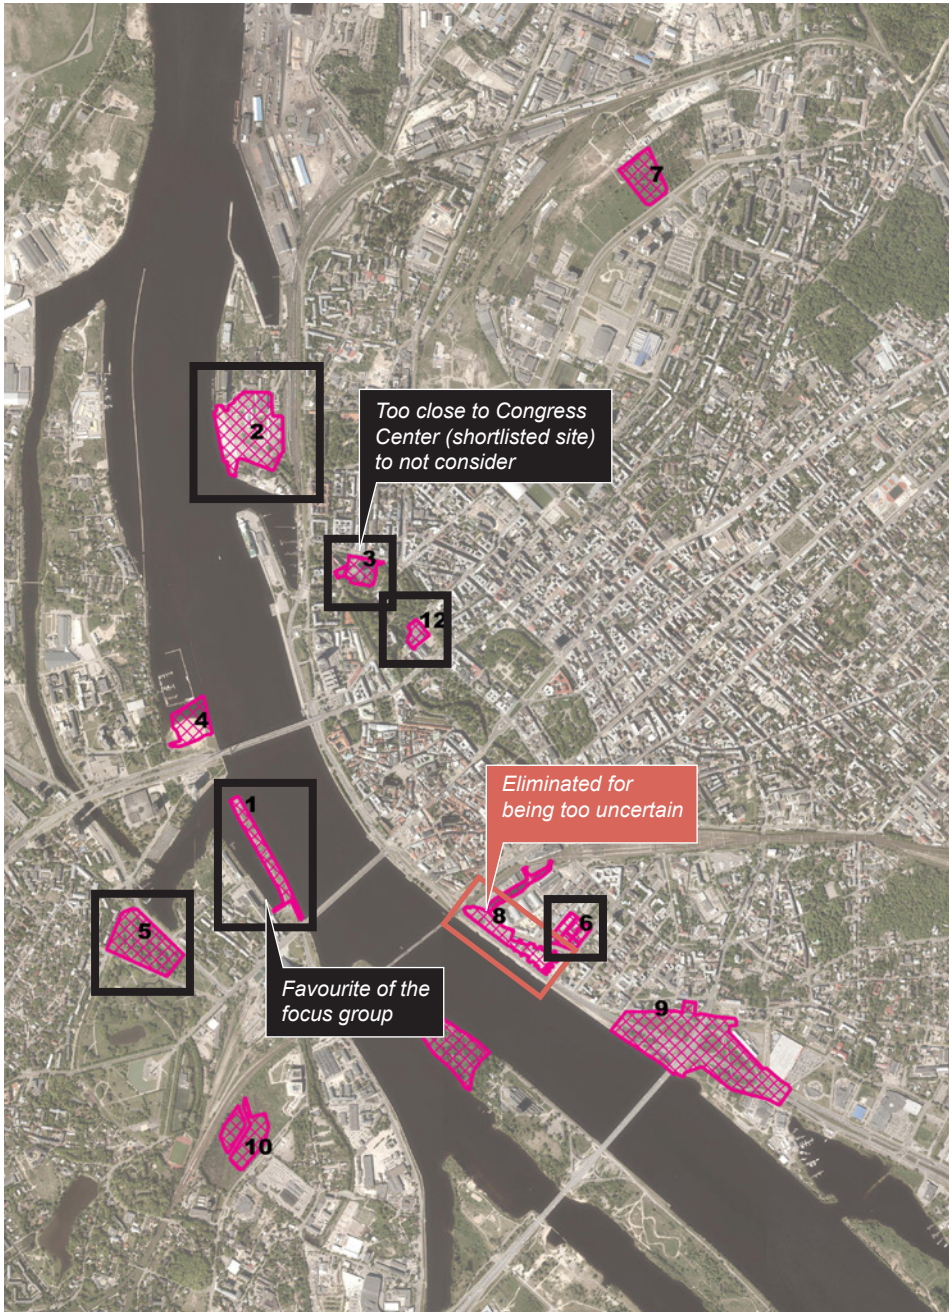 7
2
Too close to Congress
Center (shortlisted site)
to not consider
3
12
4
1
Eliminated for
being too uncertain
8
6
5
Favourite of the
focus group
9
10